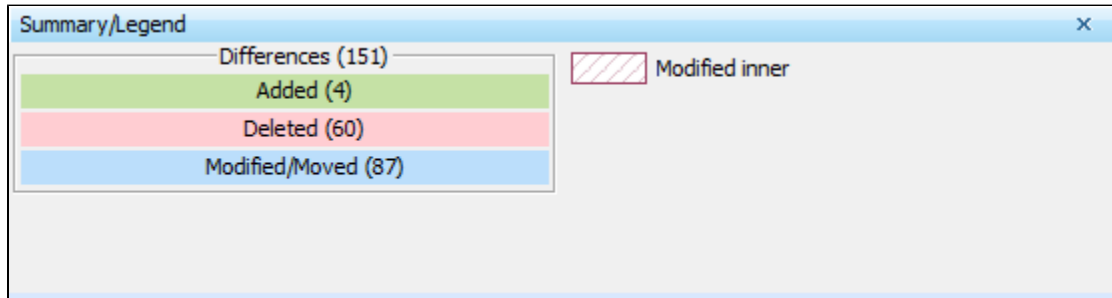 Summary/Legend
Differences (151)
Added (4)
Deleted (60)
Modified/Moved (87)
Modified inner